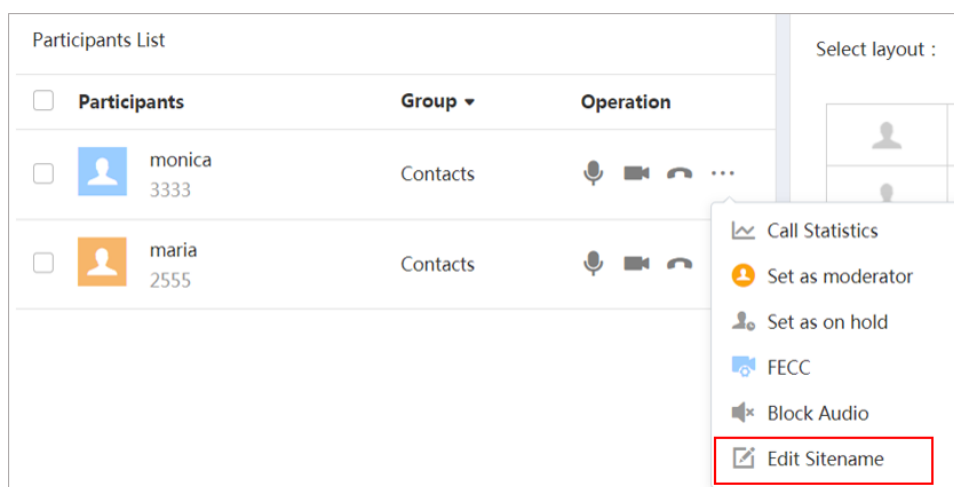 Participants List
Select layout :
Participants Group Operation
monica
3333
Contacts
maria
2555
Contacts
Call Statistics
Set as moderator
Set as on hold
FECC
Block Audio
Edit Sitename